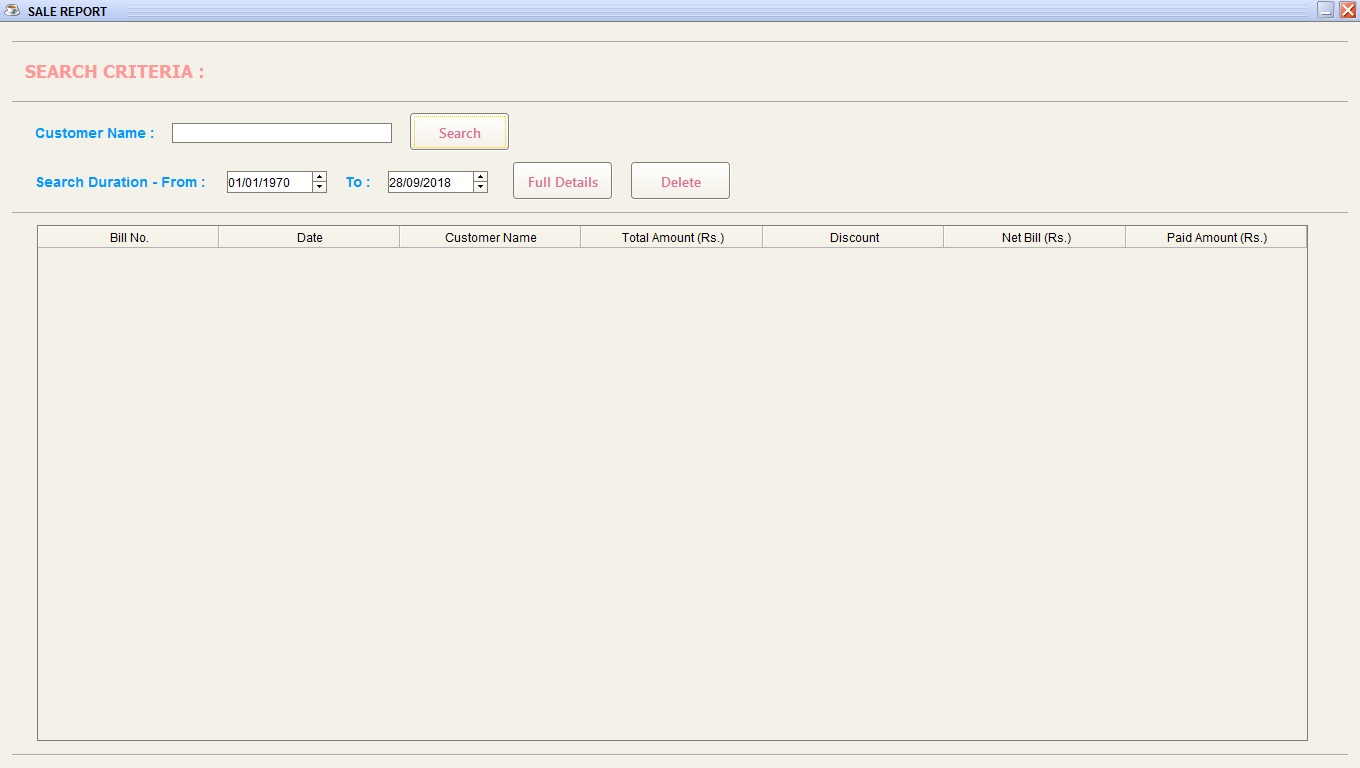 SALE REPORT
SEARCH CRITERIA :
Customer Name :
Search
Search Duration - From : 01/01/1970 To : 28/09/2018 Full Details Delete
Bill No. Date Customer Name Total Amount (Rs.) Discount Net Bill (Rs.) Paid Amount (Rs.)